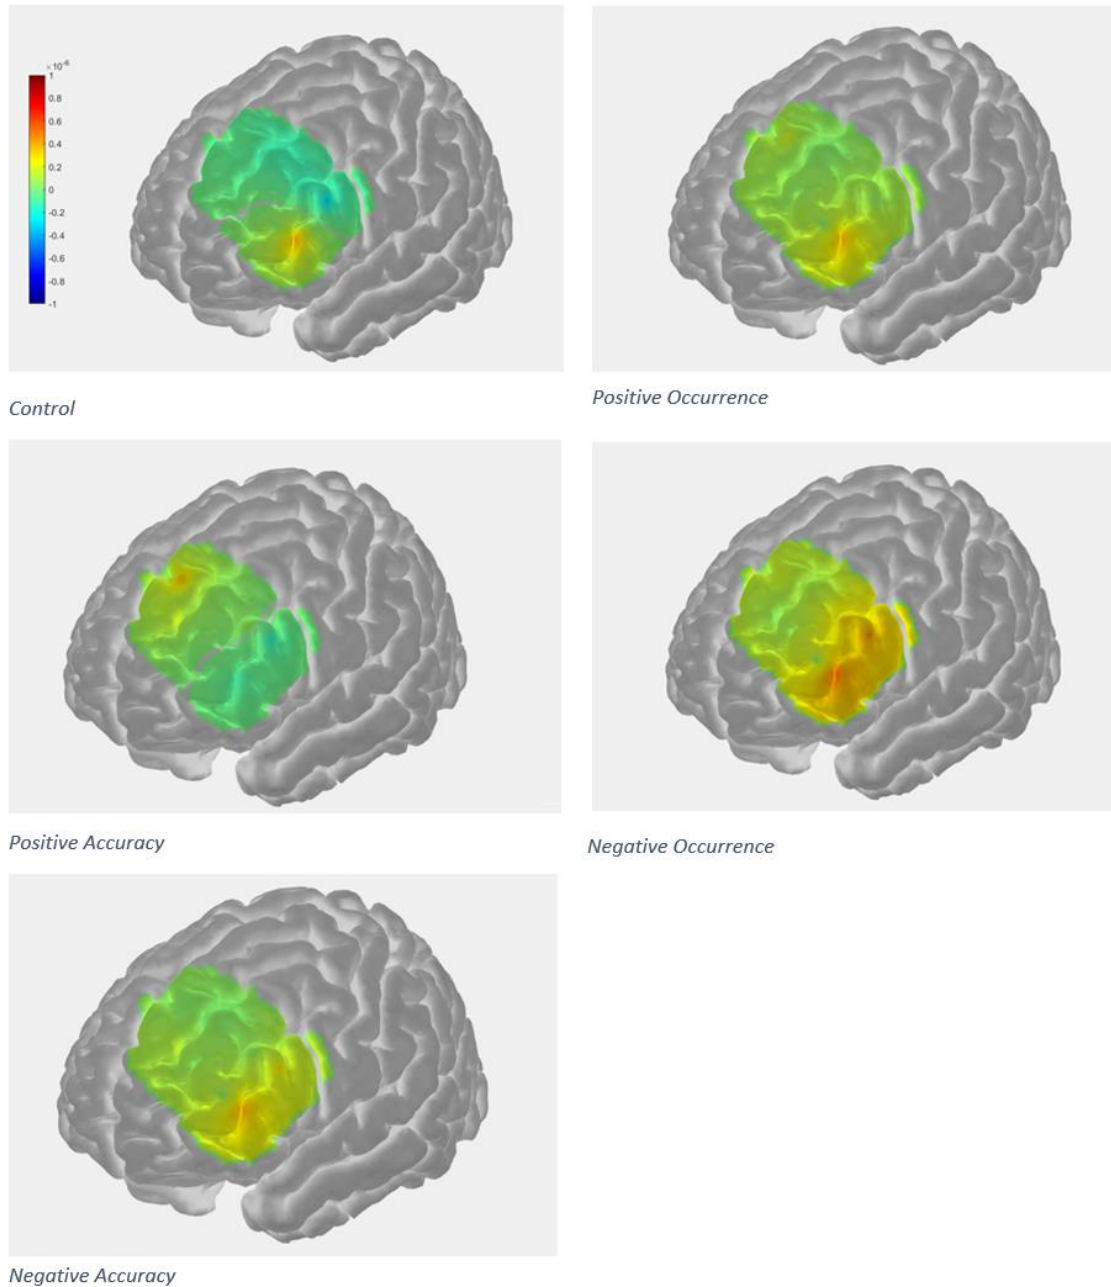 ×10⁻⁶
1
0.8
0.6
0.4
0.2
0
-0.2
-0.4
-0.6
-0.8
-1
Control
Positive Occurrence
Positive Accuracy
Negative Occurrence
Negative Accuracy